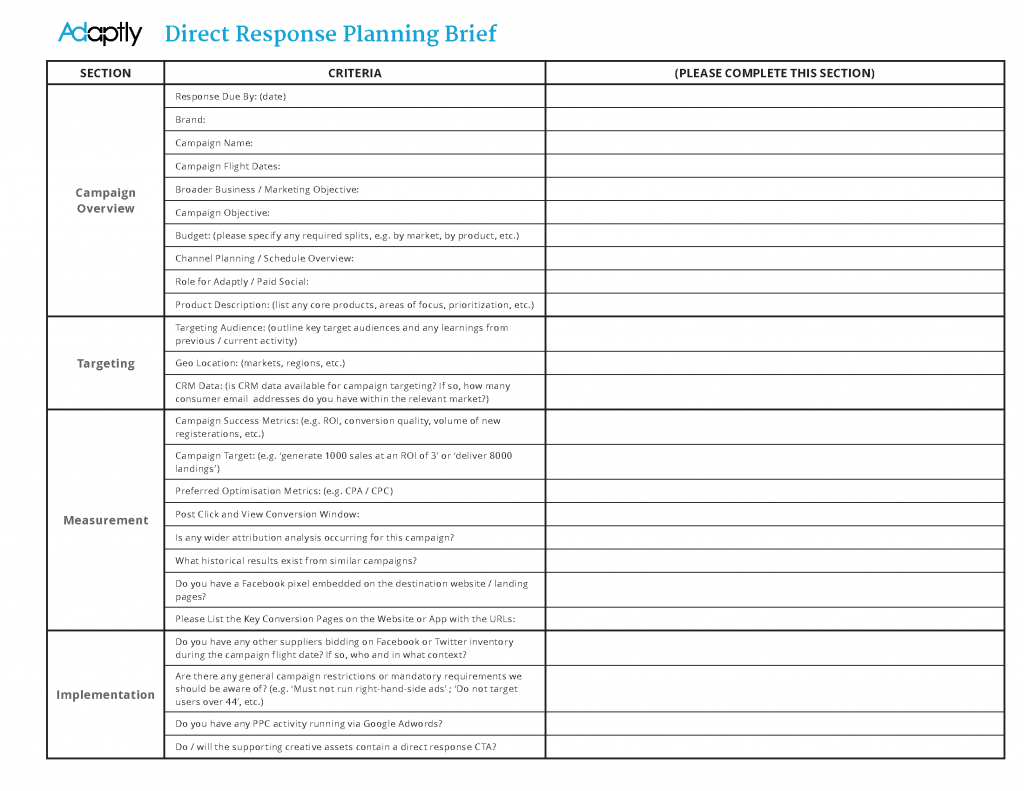 Adaptly Direct Response Planning Brief
SECTION CRITERIA (PLEASE COMPLETE THIS SECTION)
Campaign
Overview
Response Due By: (date)
Brand:
Campaign Name:
Campaign Flight Dates:
Broader Business / Marketing Objective:
Campaign Objective:
Budget: (please specify any required splits, e.g. by market, by product, etc.)
Channel Planning / Schedule Overview:
Role for Adaptly / Paid Social:
Product Description: (list any core products, areas of focus, prioritization, etc.)
Targeting
Targeting Audience: (outline key target audiences and any learnings from
previous / current activity)
Geo Location: (markets, regions, etc.)
CRM Data: (is CRM data available for campaign targeting? If so, how many
consumer email addresses do you have within the relevant market?)
Measurement
Campaign Success Metrics: (e.g. ROI, conversion quality, volume of new
registerations, etc.)
Campaign Target: (e.g. ‘generate 1000 sales at an ROI of 3’ or ‘deliver 8000
landings’)
Preferred Optimisation Metrics: (e.g. CPA / CPC)
Post Click and View Conversion Window:
Is any wider attribution analysis occurring for this campaign?
What historical results exist from similar campaigns?
Do you have a Facebook pixel embedded on the destination website / landing
pages?
Please List the Key Conversion Pages on the Website or App with the URLs:
Implementation
Do you have any other suppliers bidding on Facebook or Twitter inventory
during the campaign flight date? If so, who and in what context?
Are there any general campaign restrictions or mandatory requirements we
should be aware of? (e.g. ‘Must not run right-hand-side ads’ ; ‘Do not target
users over 44’, etc.)
Do you have any PPC activity running via Google Adwords?
Do / will the supporting creative assets contain a direct response CTA?